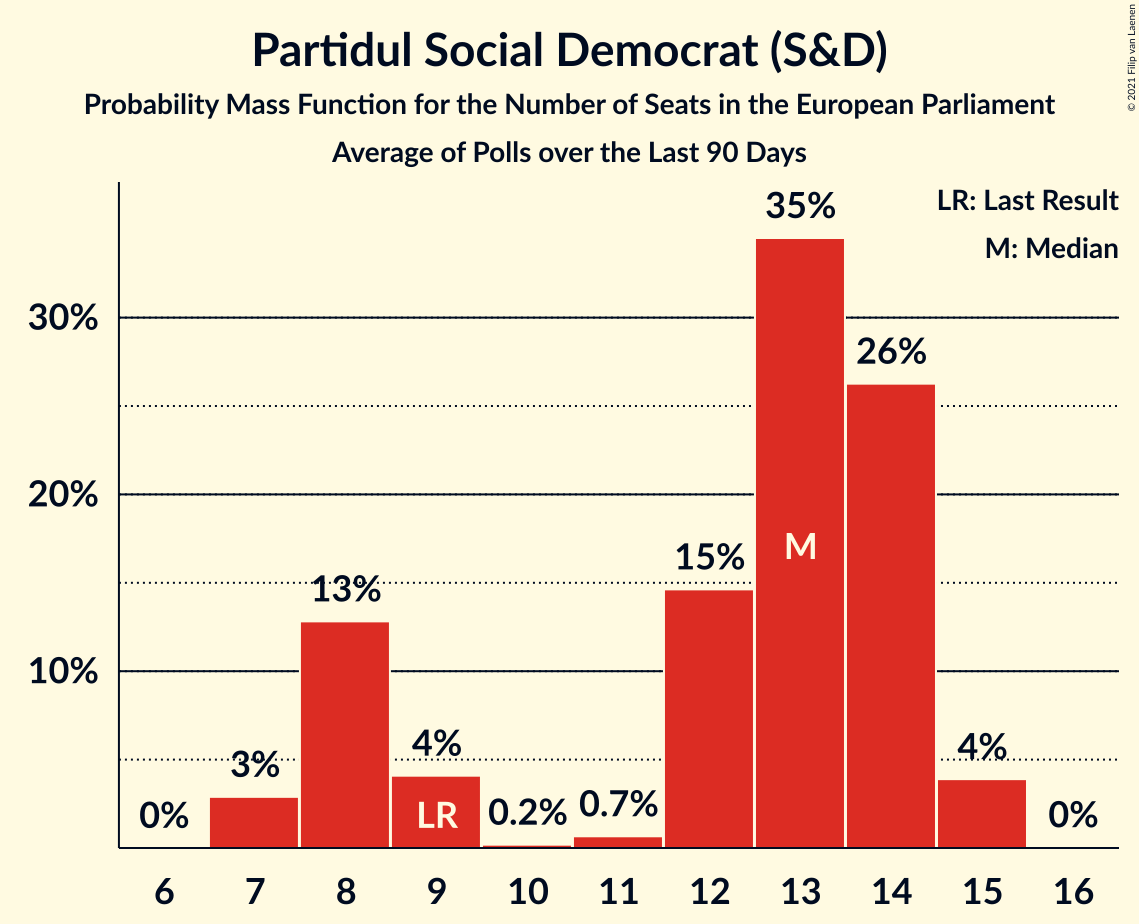 Partidul Social Democrat (S&D)
Probability Mass Function for the Number of Seats in the European Parliament
Average of Polls over the Last 90 Days
© 2021 Filip van Laenen
LR: Last Result
M: Median
35%
30%
26%
20%
15%
M
13%
10%
4%
4%
3%
0%
LR
0.2%
0.7%
0%
6 7 8 9 10 11 12 13 14 15 16